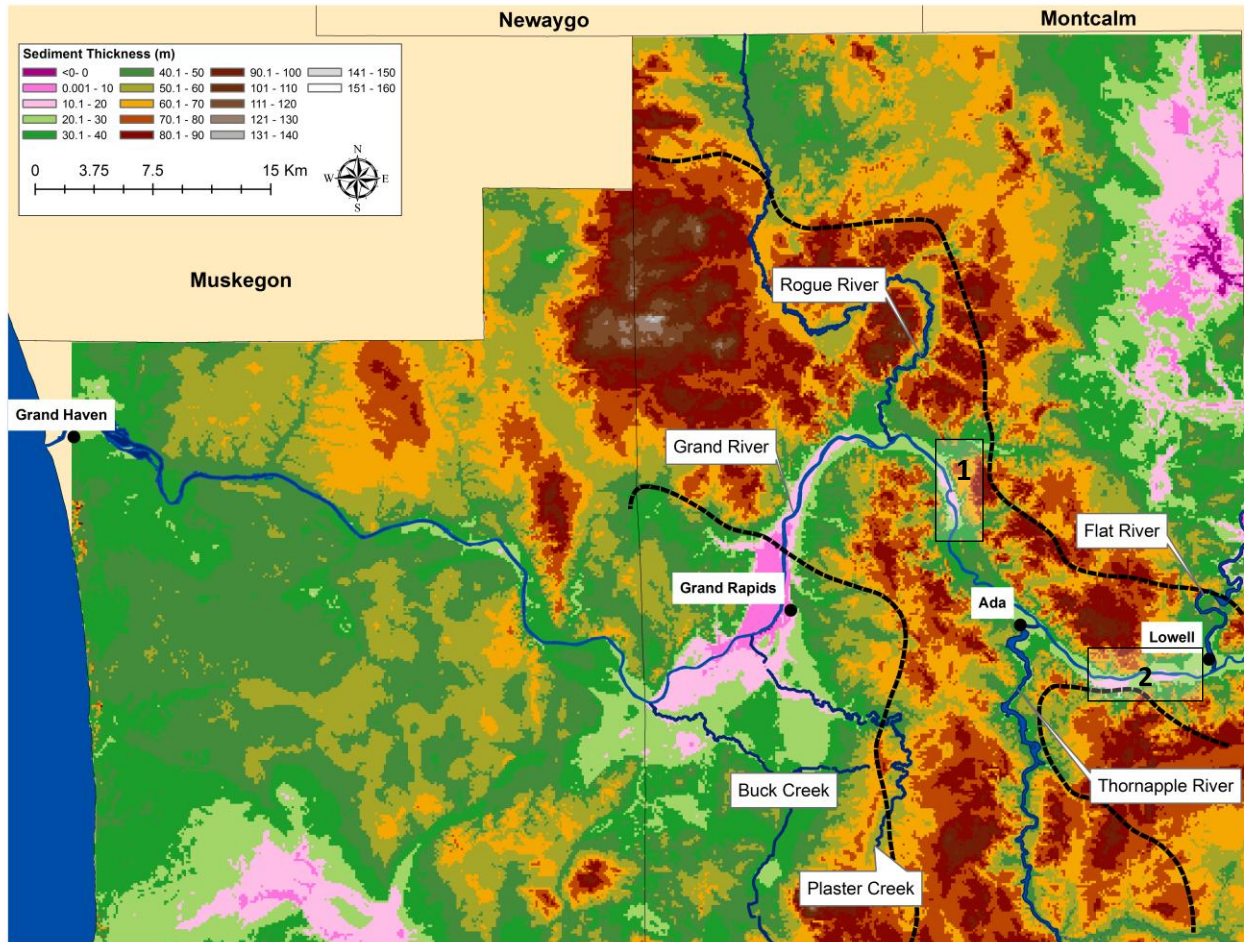 Newaygo
Montcalm
Sediment Thickness (m)
<0- 0
0.001 - 10
10.1 - 20
20.1 - 30
30.1 - 40
40.1 - 50
50.1 - 60
60.1 - 70
70.1 - 80
80.1 - 90
90.1 - 100
101 - 110
111 - 120
121 - 130
131 - 140
141 - 150
151 - 160
0 3.75 7.5 15 Km
N
W E
S
Muskegon
Rogue River
Grand Haven
Grand River
1
Flat River
Grand Rapids
Ada
Lowell
2
Buck Creek
Thornapple River
Plaster Creek